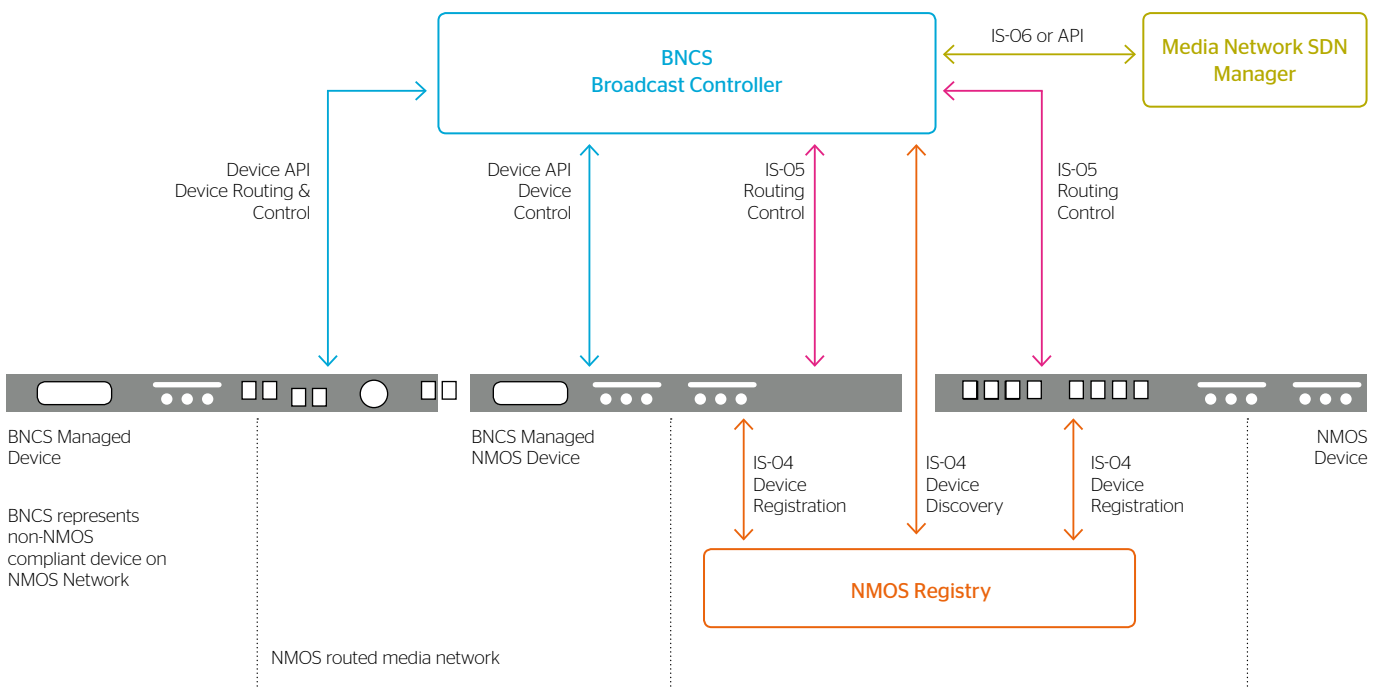 BNCS
Broadcast Controller
IS-06 or API
Media Network SDN
Manager
Device API
Device Routing &
Control
Device API
Device
Control
IS-05
Routing
Control
IS-05
Routing
Control
BNCS Managed
Device
BNCS represents
non-NMOS
compliant device on
NMOS Network
BNCS Managed
NMOS Device
IS-04
Device
Registration
IS-04
Device
Discovery
IS-04
Device
Registration
NMOS
Device
NMOS Registry
NMOS routed media network